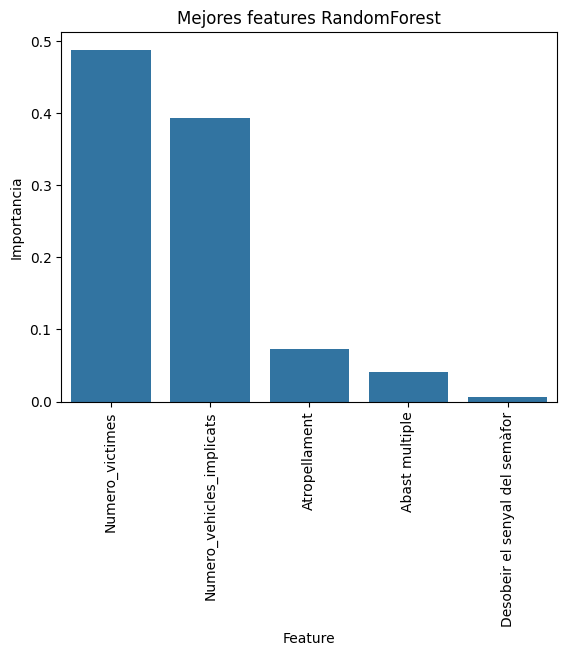 Mejores features RandomForest
Importancia
0.5
0.4
0.3
0.2
0.1
0.0
Numero_victimes
Numero_vehicles_implicats
Atropellament
Abast multiple
Desobeir el senyal del semàfor
Feature